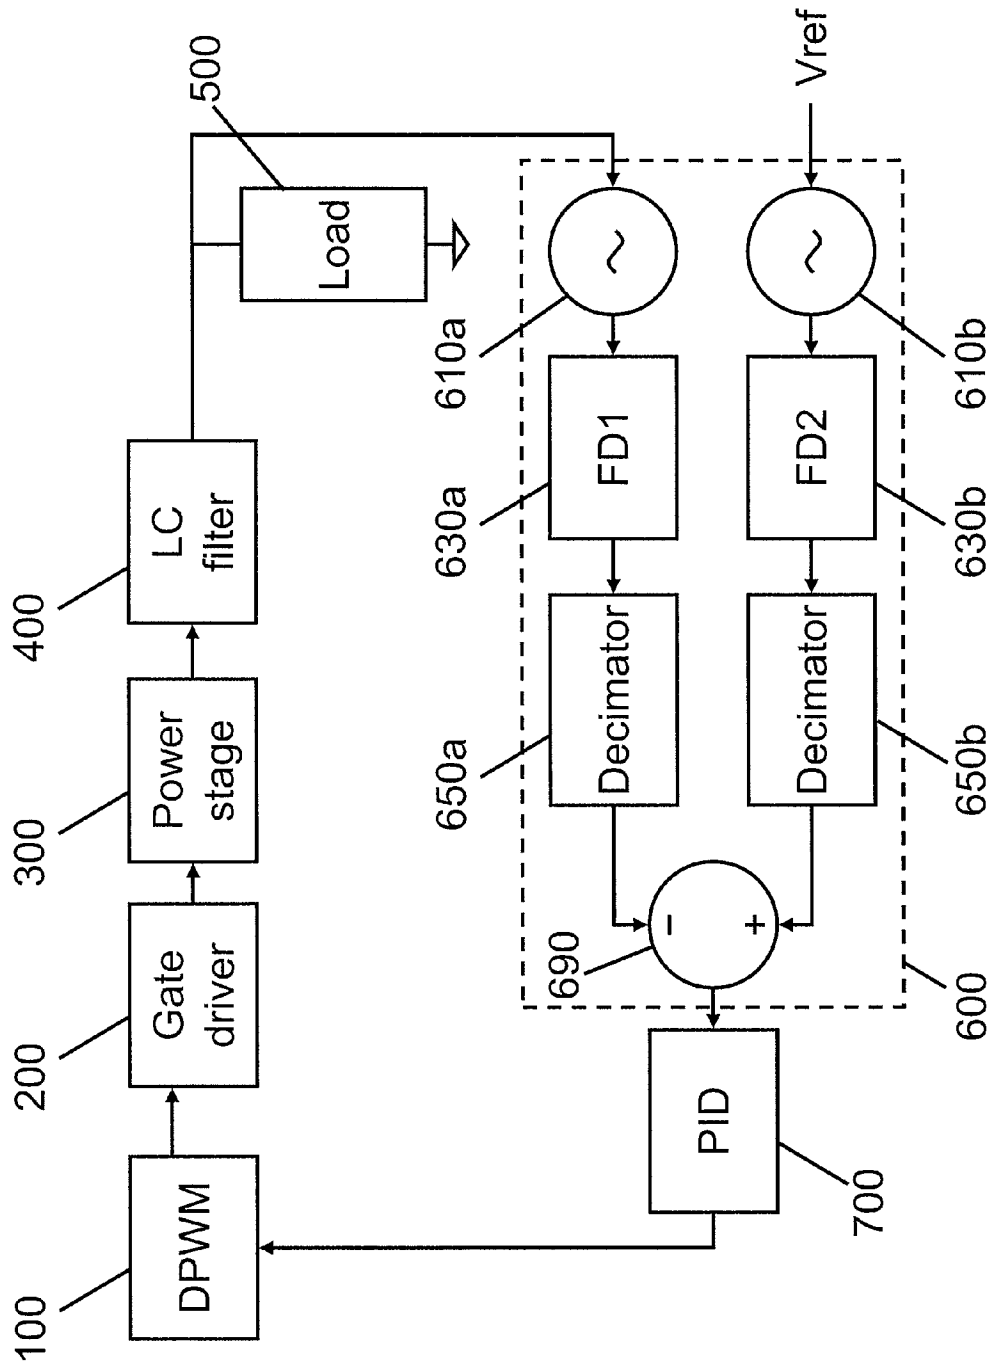 100
DPWM
200
Gate
driver
300
Power
stage
400
LC
filter
500
Load
700
PID
690
−
+
650a
Decimator
630a
FD1
610a
~
650b
Decimator
630b
FD2
610b
~
Vref
600